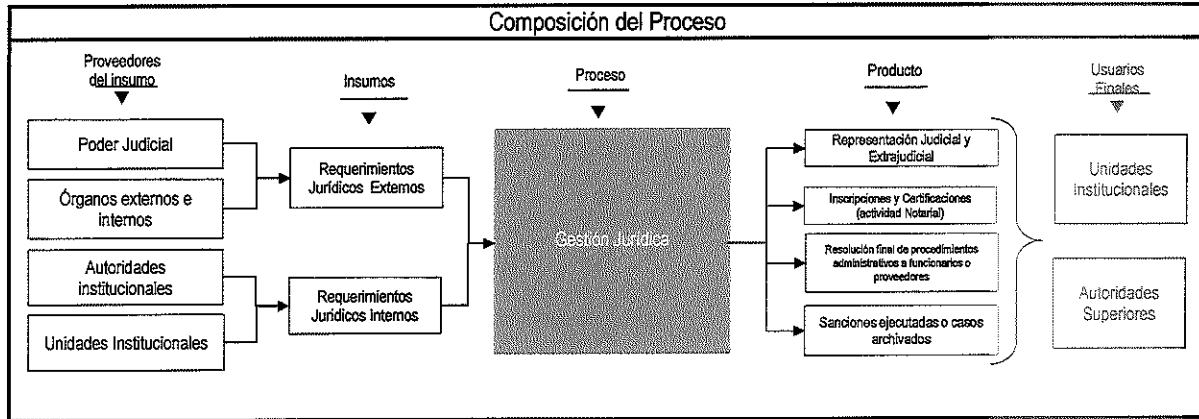 Composición del Proceso
Proveedores
del insumo
Insumos
Proceso
Producto
Usuarios
Finales
Poder Judicial
Órganos externos e
internos
Autoridades
institucionales
Unidades Institucionales
Requerimientos
Jurídicos Externos
Requerimientos
Jurídicos Internos
Gestión Jurídica
Representación Judicial y
Extrajudicial
Inscripciones y Certificaciones
(actividad Notarial)
Resolución final de procedimientos
administrativos a funcionarios o
proveedores
Sanciones ejecutadas o casos
archivados
Unidades
Institucionales
Autoridades
Superiores